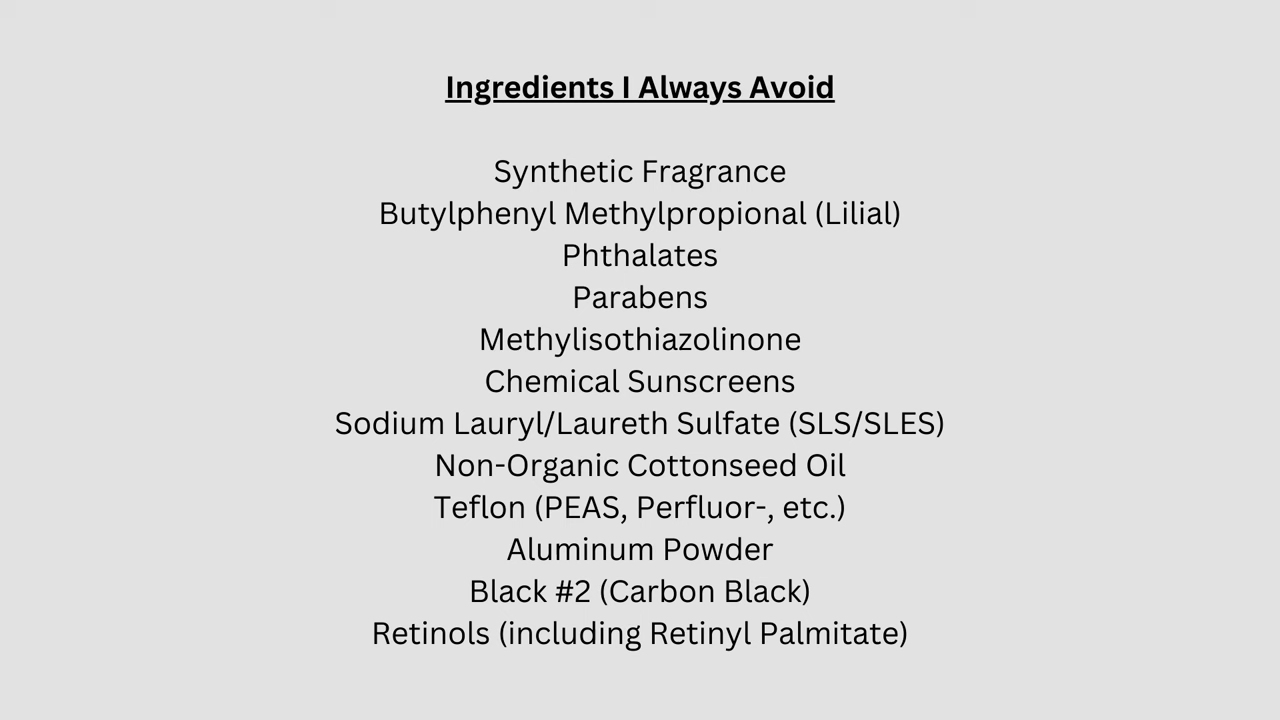 Ingredients I Always Avoid
Synthetic Fragrance
Butylphenyl Methylpropional (Lilial)
Phthalates
Parabens
Methylisothiazolinone
Chemical Sunscreens
Sodium Lauryl/Laureth Sulfate (SLS/SLES)
Non-Organic Cottonseed Oil
Teflon (PEAS, Perfluor-, etc.)
Aluminum Powder
Black #2 (Carbon Black)
Retinols (including Retinyl Palmitate)